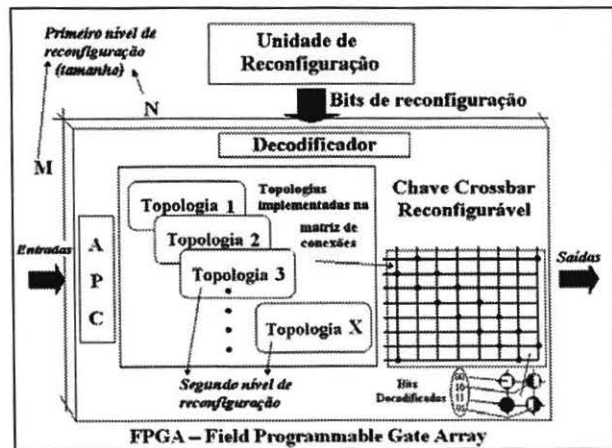 Primeiro nível de
reconfiguração
(tamanho)
N
M
Unidade de
Reconfiguração
Bits de reconfiguração
Decodificador
Entradas
A
P
C
Topologia 1
Topologia 2
Topologia 3
Topologia X
Topologias
implementadas na
matriz de
conexões
Segundo nível de
reconfiguração
Chave Crossbar
Reconfigurável
Saídas
Bits
Decodificados
00
10
11
01
FPGA – Field Programmable Gate Array